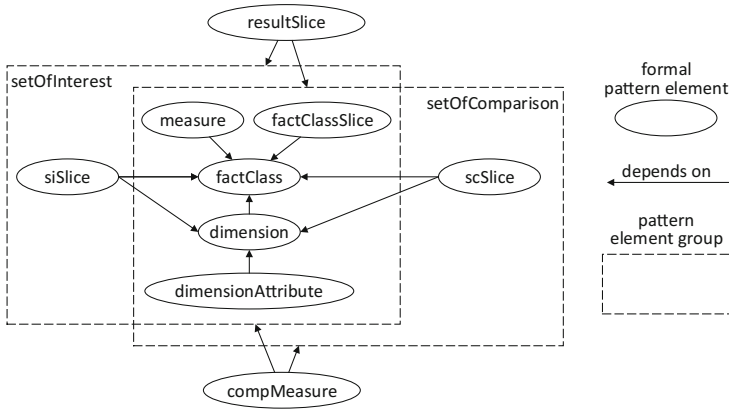 resultSlice
setOfInterest
setOfComparison
measure
factClassSlice
siSlice
factClass
scSlice
dimension
dimensionAttribute
compMeasure
formal
pattern element
depends on
pattern
element group